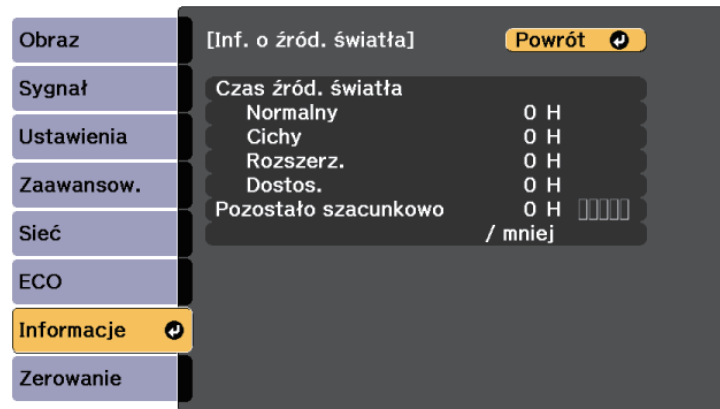 Obraz
Sygnał
Ustawienia
Zaawansow.
Sieć
ECO
Informacje
Zerowanie
[Inf. o źród. światła] Powrót
Czas źród. światła
Normalny 0 H
Cichy 0 H
Rozszerz. 0 H
Dostos. 0 H
Pozostało szacunkowo 0 H
/ mniej